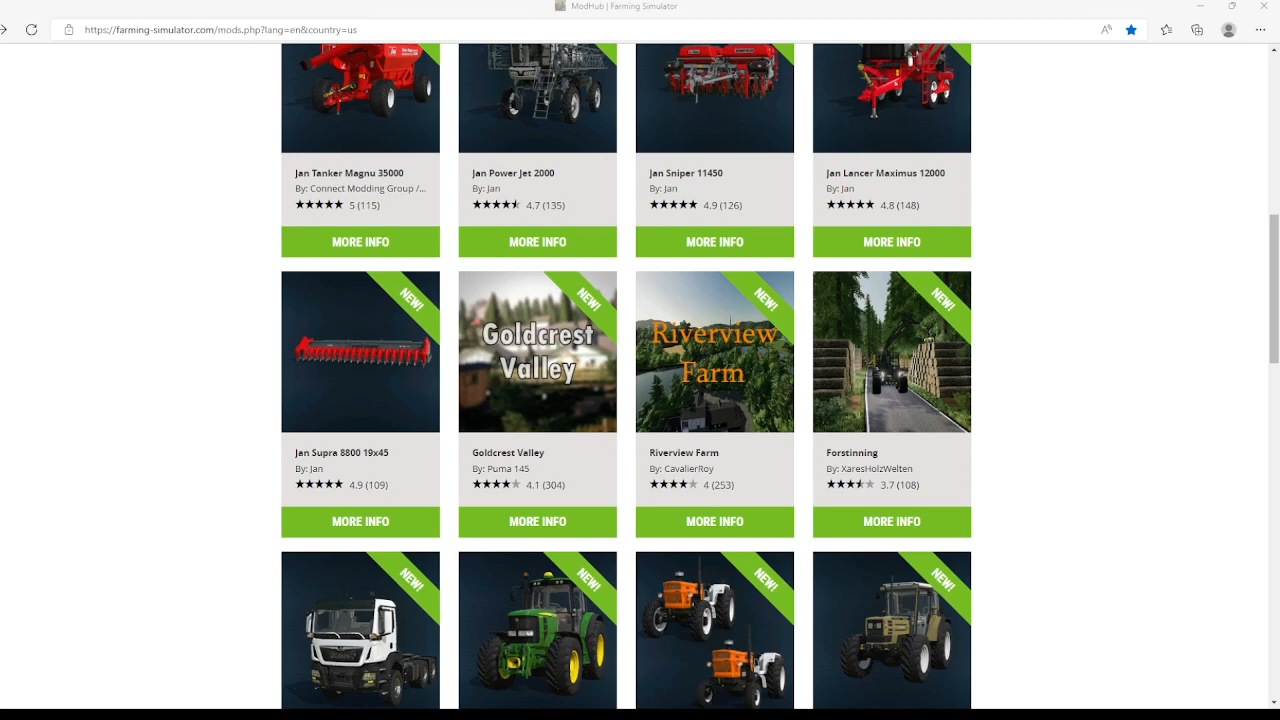 ModHub | Farming Simulator
https://farming-simulator.com/mods.php?lang=en&country=us
Jan Tanker Magnu 35000
By: Connect Modding Group /...
5 (115)
MORE INFO
Jan Power Jet 2000
By: Jan
4.7 (135)
MORE INFO
Jan Sniper 11450
By: Jan
4.9 (126)
MORE INFO
Jan Lancer Maximus 12000
By: Jan
4.8 (148)
MORE INFO
NEW!
Jan Supra 8800 19x45
By: Jan
4.9 (109)
MORE INFO
NEW!
Goldcrest
Valley
Goldcrest Valley
By: Puma 145
4.1 (304)
MORE INFO
NEW!
Riverview
Farm
Riverview Farm
By: CavalierRoy
4 (253)
MORE INFO
NEW!
Forstinning
By: XaresHolzWelten
3.7 (108)
MORE INFO
NEW!
NEW!
NEW!
NEW!